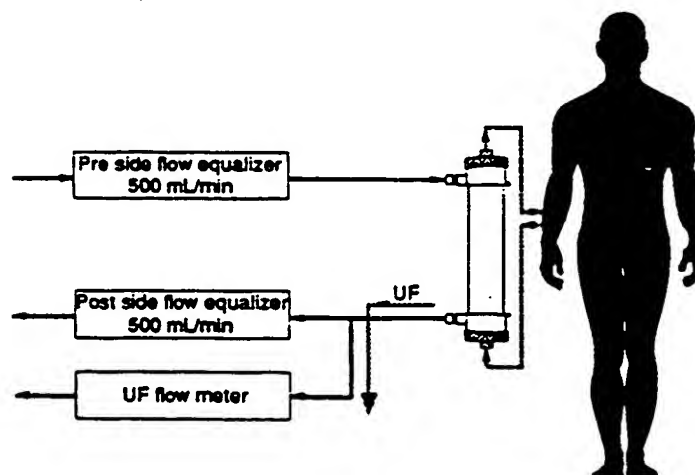 Pre side flow equalizer
500 mL/min
UF
Post side flow equalizer
500 mL/min
UF flow meter